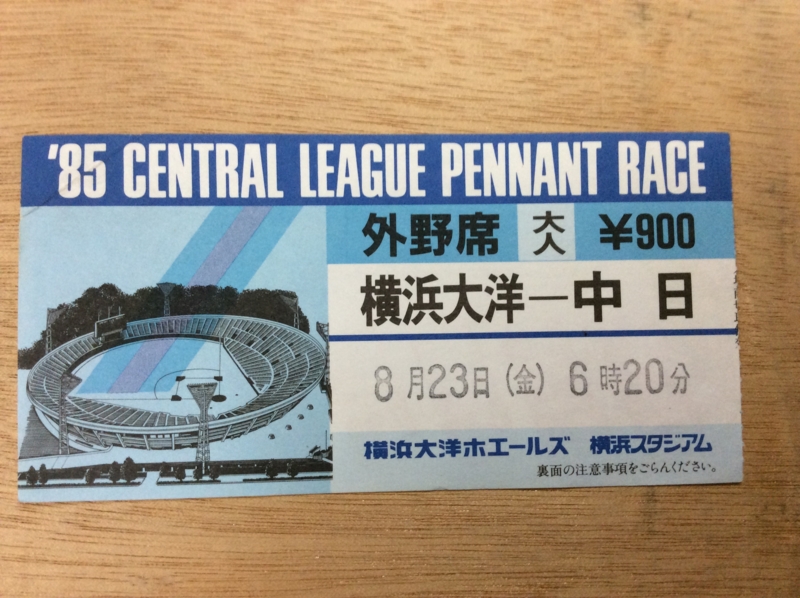 '85 CENTRAL LEAGUE PENNANT RACE
外野席 大人 ¥900
横浜大洋ー中日
8月23日(金) 6時20分
横浜大洋ホエールズ 横浜スタジアム
裏面の注意事項をごらんください。